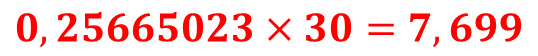 0, 25665023 × 30 = 7, 699